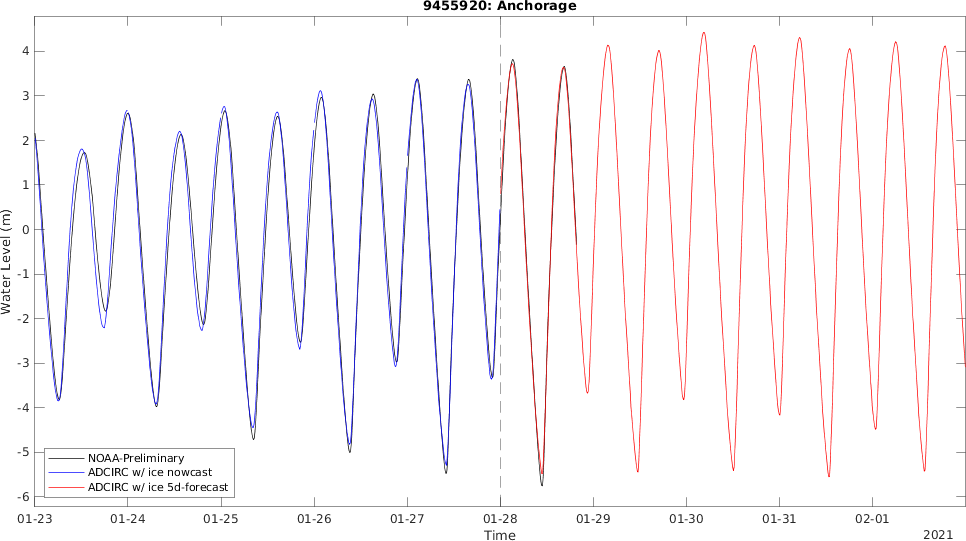 9455920: Anchorage
Water Level (m)
4
3
2
1
0
-1
-2
-3
-4
-5
-6
NOAA-Preliminary
ADCIRC w/ ice nowcast
ADCIRC w/ ice 5d-forecast
01-23 01-24 01-25 01-26 01-27 01-28 01-29 01-30 01-31 02-01
Time
2021